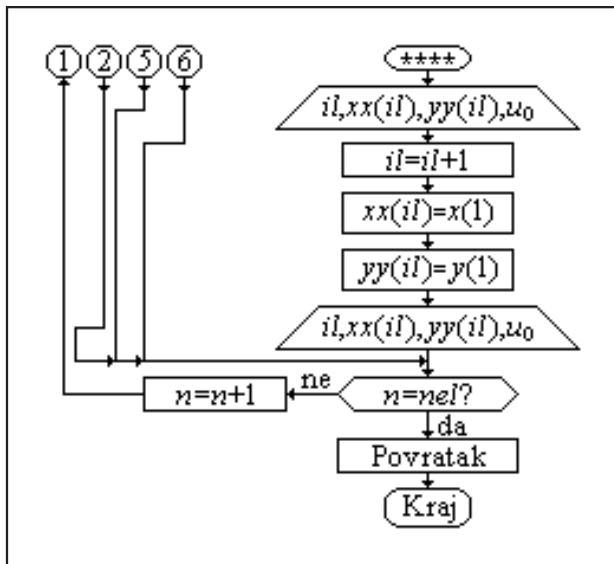 1 2 5 6 ****
il,xx(il),yy(il),u₀
il=il+1
xx(il)=x(1)
yy(il)=y(1)
il,xx(il),yy(il),u₀
n=n+1 ne n=nel?
da
Povratak
Kraj